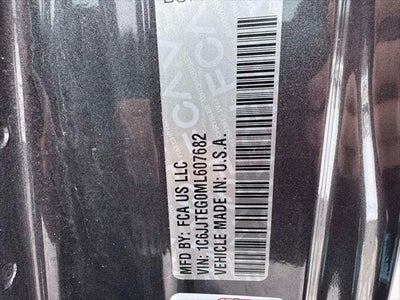 MFD BY: FCA US LLC
VIN: 1C6JJTEG0ML607682
VEHICLE MADE IN: U.S.A.